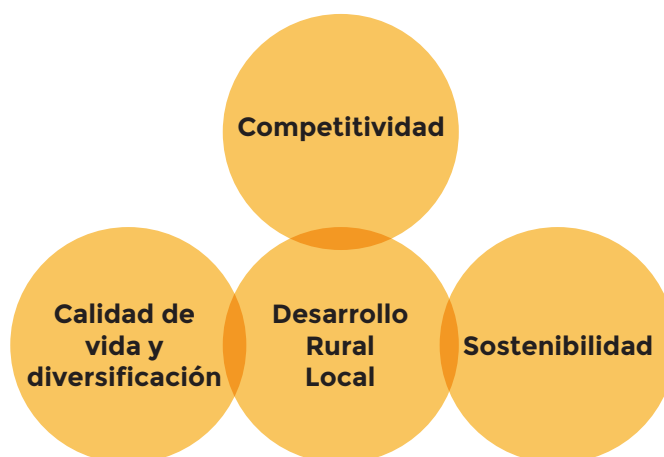 Competitividad
Calidad de
vida y
diversificación
Desarrollo
Rural
Local
Sostenibilidad